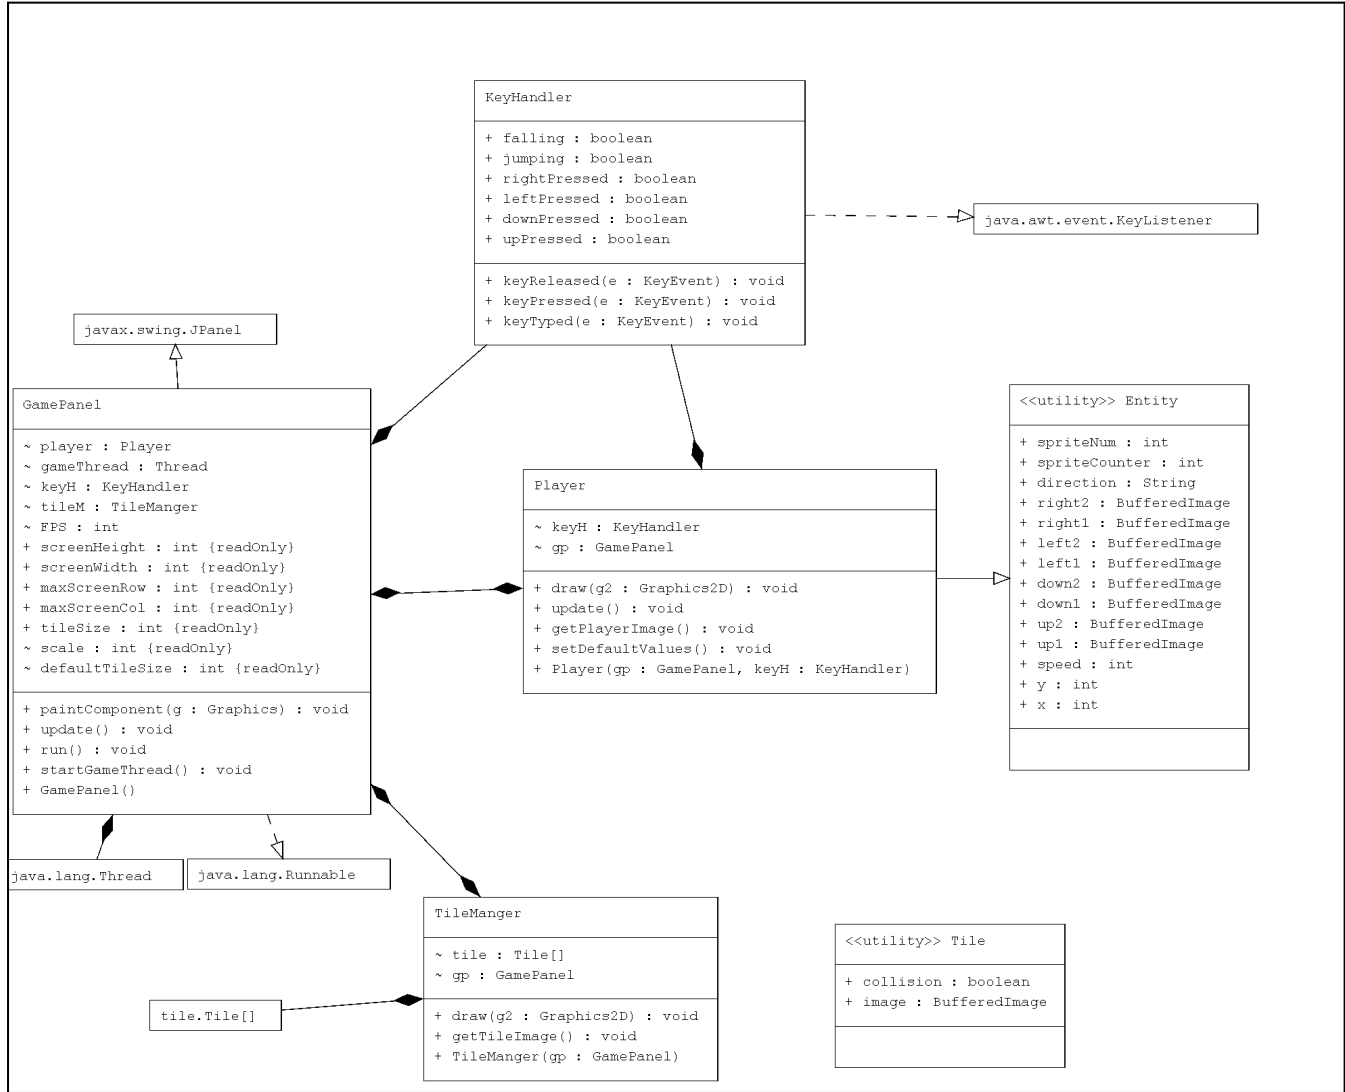 KeyHandler
+ falling : boolean
+ jumping : boolean
+ rightPressed : boolean
+ leftPressed : boolean
+ downPressed : boolean
+ upPressed : boolean
+ keyReleased(e : KeyEvent) : void
+ keyPressed(e : KeyEvent) : void
+ keyTyped(e : KeyEvent) : void
java.awt.event.KeyListener
javax.swing.JPanel
GamePanel
~ player : Player
~ gameThread : Thread
~ keyH : KeyHandler
~ tileM : TileManger
~ FPS : int
+ screenHeight : int {readOnly}
+ screenWidth : int {readOnly}
+ maxScreenRow : int {readOnly}
+ maxScreenCol : int {readOnly}
+ tileSize : int {readOnly}
~ scale : int {readOnly}
~ defaultTileSize : int {readOnly}
+ paintComponent(g : Graphics) : void
+ update() : void
+ run() : void
+ startGameThread() : void
+ GamePanel()
Player
~ keyH : KeyHandler
~ gp : GamePanel
+ draw(g2 : Graphics2D) : void
+ update() : void
+ getPlayerImage() : void
+ setDefaultValues() : void
+ Player(gp : GamePanel, keyH : KeyHandler)
<<utility>> Entity
+ spriteNum : int
+ spriteCounter : int
+ direction : String
+ right2 : BufferedImage
+ right1 : BufferedImage
+ left2 : BufferedImage
+ left1 : BufferedImage
+ down2 : BufferedImage
+ down1 : BufferedImage
+ up2 : BufferedImage
+ up1 : BufferedImage
+ speed : int
+ y : int
+ x : int
java.lang.Thread
java.lang.Runnable
TileManger
~ tile : Tile[]
~ gp : GamePanel
+ draw(g2 : Graphics2D) : void
+ getTileImage() : void
+ TileManger(gp : GamePanel)
tile.Tile[]
<<utility>> Tile
+ collision : boolean
+ image : BufferedImage